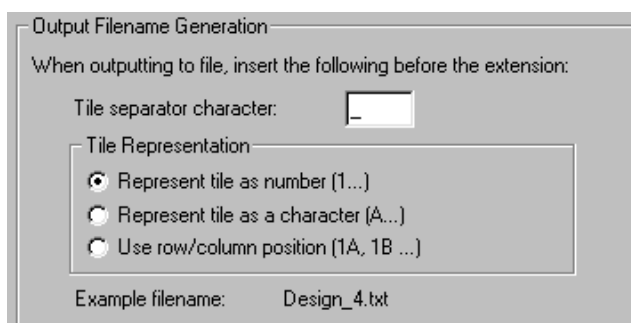 Output Filename Generation
When outputting to file, insert the following before the extension:
Tile separator character: _
Tile Representation
Represent tile as number (1...)
Represent tile as a character (A...)
Use row/column position (1A, 1B ...)
Example filename: Design_4.txt